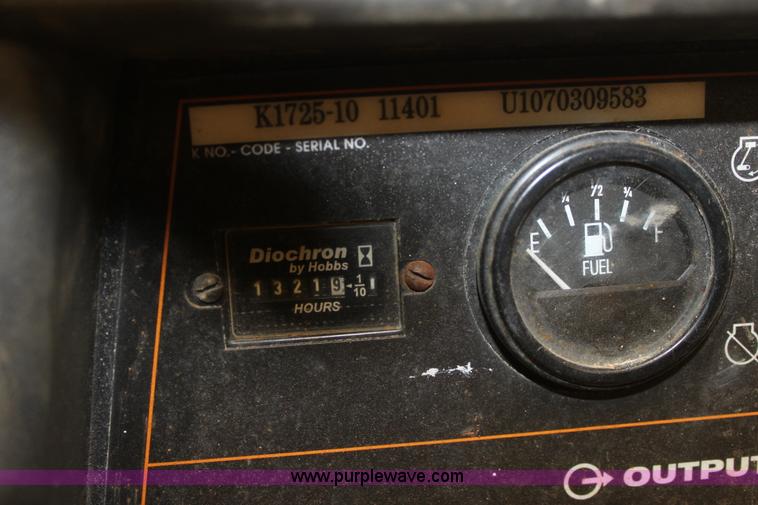 K1725-10 11401 U1070309583
K NO.- CODE - SERIAL NO.
Diochron
by Hobbs
1 3 2 1 9 1/10
HOURS
E 1/4 1/2 3/4 F
FUEL
OUTPUT
www.purplewave.com